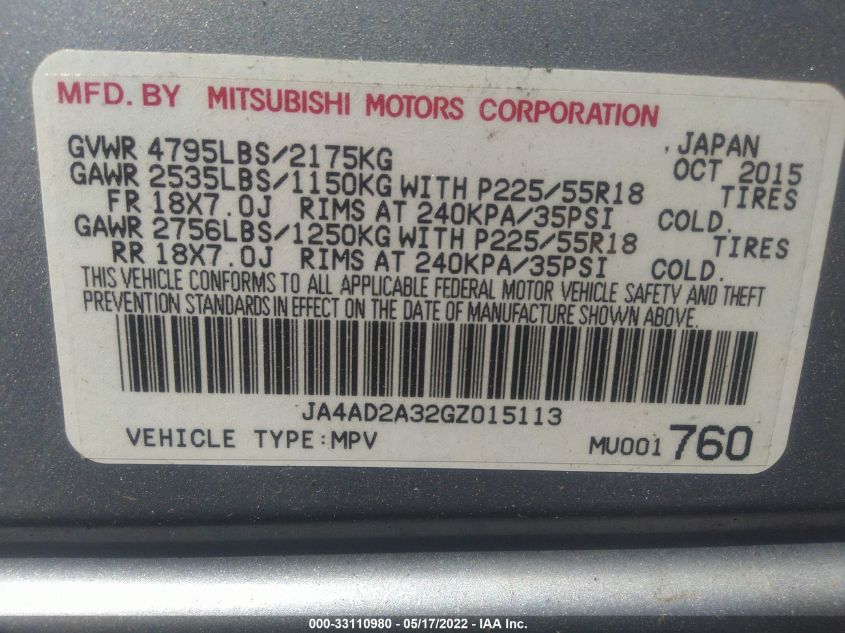 MFD. BY MITSUBISHI MOTORS CORPORATION
. JAPAN
GVWR 4795LBS/2175KG OCT 2015
GAWR 2535LBS/1150KG WITH P225/55R18 TIRES
FR 18X7.0J RIMS AT 240KPA/35PSI COLD.
GAWR 2756LBS/1250KG WITH P225/55R18 TIRES
RR 18X7.0J RIMS AT 240KPA/35PSI COLD.
THIS VEHICLE CONFORMS TO ALL APPLICABLE FEDERAL MOTOR VEHICLE SAFETY AND THEFT
PREVENTION STANDARDS IN EFFECT ON THE DATE OF MANUFACTURE SHOWN ABOVE.
JA4AD2A32GZ015113
VEHICLE TYPE:MPV MU001 760
000-33110980 - 05/17/2022 - IAA Inc.